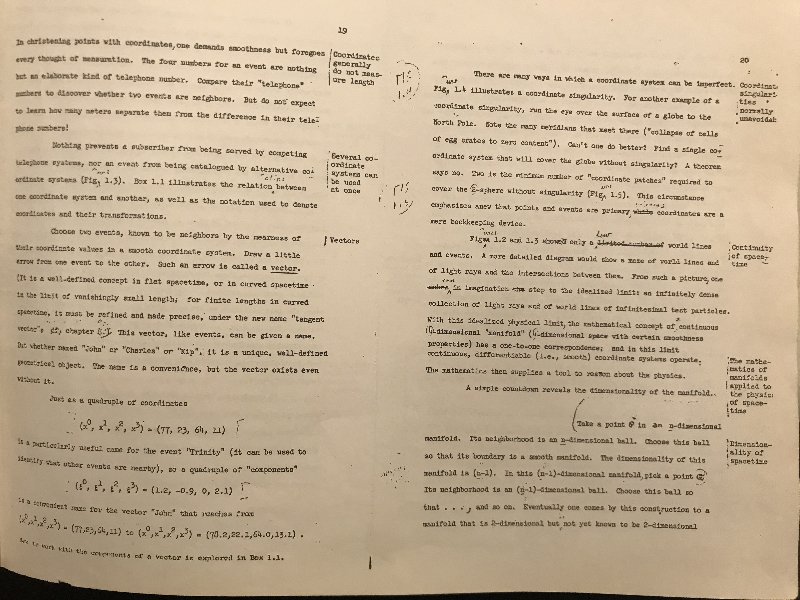 19
In christening points with coordinates, one demands smoothness but foregoes
every thought of mensuration. The four numbers for an event are nothing
but an elaborate kind of telephone number. Compare their "telephone"
numbers to discover whether two events are neighbors. But do not expect
to learn how many meters separate them from the difference in their tele-
phone numbers!
Coordinates
generally
do not meas-
ure length
Nothing prevents a subscriber from being served by competing
telephone systems, nor an event from being catalogued by alternative co-
ordinate systems (Fig. 1.3). Box 1.1 illustrates the relation between
one coordinate system and another, as well as the notation used to denote
coordinates and their transformations.
Several co-
ordinate
systems can
be used
at once
Choose two events, known to be neighbors by the nearness of
their coordinate values in a smooth coordinate system. Draw a little
arrow from one event to the other. Such an arrow is called a vector.
(It is a well-defined concept in flat spacetime, or in curved spacetime
in the limit of vanishingly small length; for finite lengths in curved
spacetime, it must be refined and made precise, under the new name "tangent
vector"; cf, chapter This vector, like events, can be given a name.
But whether named "John" or "Charles" or "Kip", it is a unique, well-defined
geometrical object. The name is a convenience, but the vector exists even
without it.
Vectors
Just as a quadruple of coordinates
(x⁰, x¹, x², x³) = (77, 23, 64, 11)
is a particularly useful name for the event "Trinity" (it can be used to
identify what other events are nearby), so a quadruple of "components"
(ξ⁰, ξ¹, ξ², ξ³) = (1.2, -0.9, 0, 2.1)
is a convenient name for the vector "John" that reaches from
(x⁰,x¹,x²,x³) = (77,23,64,11) to (x⁰,x¹,x²,x³) = (78.2,22.1,64.0,13.1) .
How to work with the components of a vector is explored in Box 1.1.
20
There are many ways in which a coordinate system can be imperfect.
Fig. 1.4 illustrates a coordinate singularity. For another example of a
coordinate singularity, run the eye over the surface of a globe to the
North Pole. Note the many meridians that meet there ("collapse of cells
of egg crates to zero content"). Can't one do better? Find a single co-
ordinate system that will cover the globe without singularity? A theorem
says no. Two is the minimum number of "coordinate patches" required to
cover the 2-sphere without singularity (Fig. 1.5). This circumstance
emphasizes anew that points and events are primary, while coordinates are a
mere bookkeeping device.
Coordinate
singulari-
ties
normally
unavoidab
Figs 1.2 and 1.3 show only a few limited number of world lines
and events. A more detailed diagram would show a maze of world lines and
of light rays and the intersections between them. From such a picture, one
in imagination step to the idealized limit: an infinitely dense
collection of light rays and of world lines of infinitesimal test particles.
With this idealized physical limit, the mathematical concept of continuous
4-dimensional "manifold" (4-dimensional space with certain smoothness
properties) has a one-to-one correspondence; and in this limit
continuous, differentiable (i.e., smooth) coordinate systems operate.
The mathematics then supplies a tool to reason about the physics.
Continuity
of space-
time
The mathe-
matics of
manifolds
applied to
the physic
of space-
time
A simple countdown reveals the dimensionality of the manifold.
Take a point P in an n-dimensional
manifold. Its neighborhood is an n-dimensional ball. Choose this ball
so that its boundary is a smooth manifold. The dimensionality of this
manifold is (n-1). In this (n-1)-dimensional manifold, pick a point Q.
Its neighborhood is an (n-1)-dimensional ball. Choose this ball so
that . . ., and so on. Eventually one comes by this construction to a
manifold that is 2-dimensional but not yet known to be 2-dimensional
Dimension-
ality of
spacetime